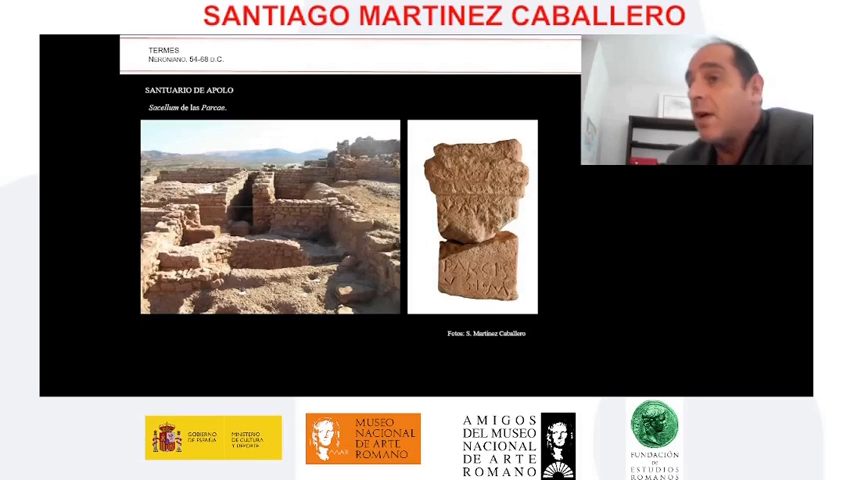 SANTIAGO MARTINEZ CABALLERO
TERMES
NERONIANO. 54-68 D.C.
SANTUARIO DE APOLO
Sacellum de las Parcae.
Fotos: S. Martínez Caballero
GOBIERNO
DE ESPAÑA
MINISTERIO
DE CULTURA
Y DEPORTE
MUSEO
NACIONAL
DE ARTE
ROMANO
AMIGOS
DEL MUSEO
NACIONAL
DE ARTE
ROMANO
FUNDACIÓN
DE
ESTUDIOS
ROMANOS